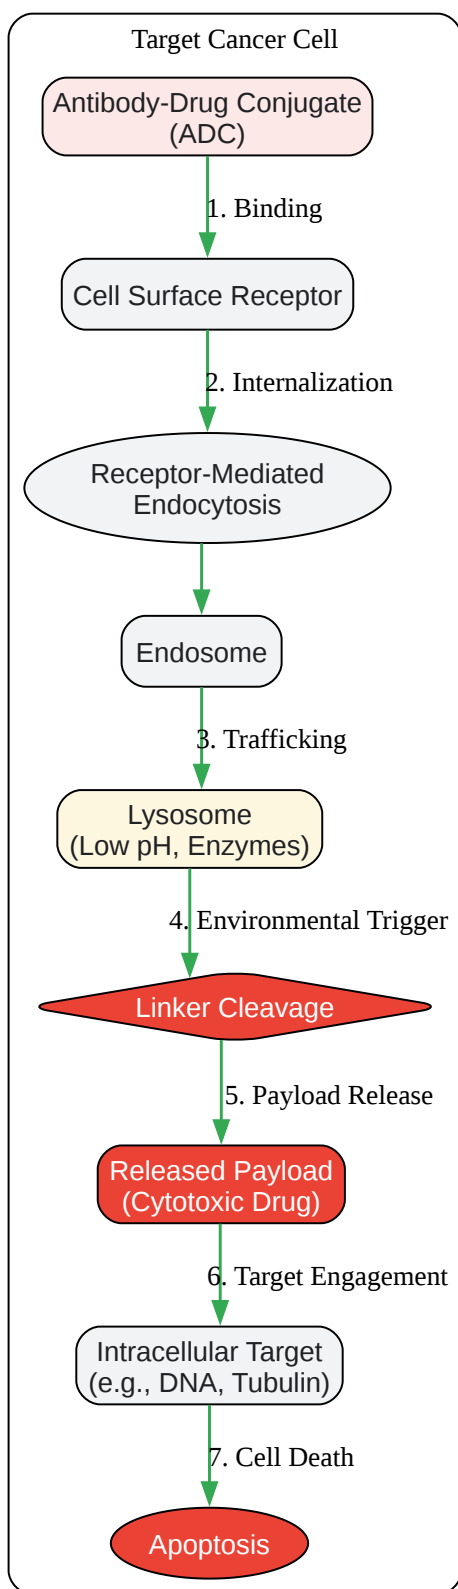 Target Cancer Cell
Antibody-Drug Conjugate
(ADC)
1. Binding
Cell Surface Receptor
2. Internalization
Receptor-Mediated
Endocytosis
Endosome
3. Trafficking
Lysosome
(Low pH, Enzymes)
4. Environmental Trigger
Linker Cleavage
5. Payload Release
Released Payload
(Cytotoxic Drug)
6. Target Engagement
Intracellular Target
(e.g., DNA, Tubulin)
7. Cell Death
Apoptosis